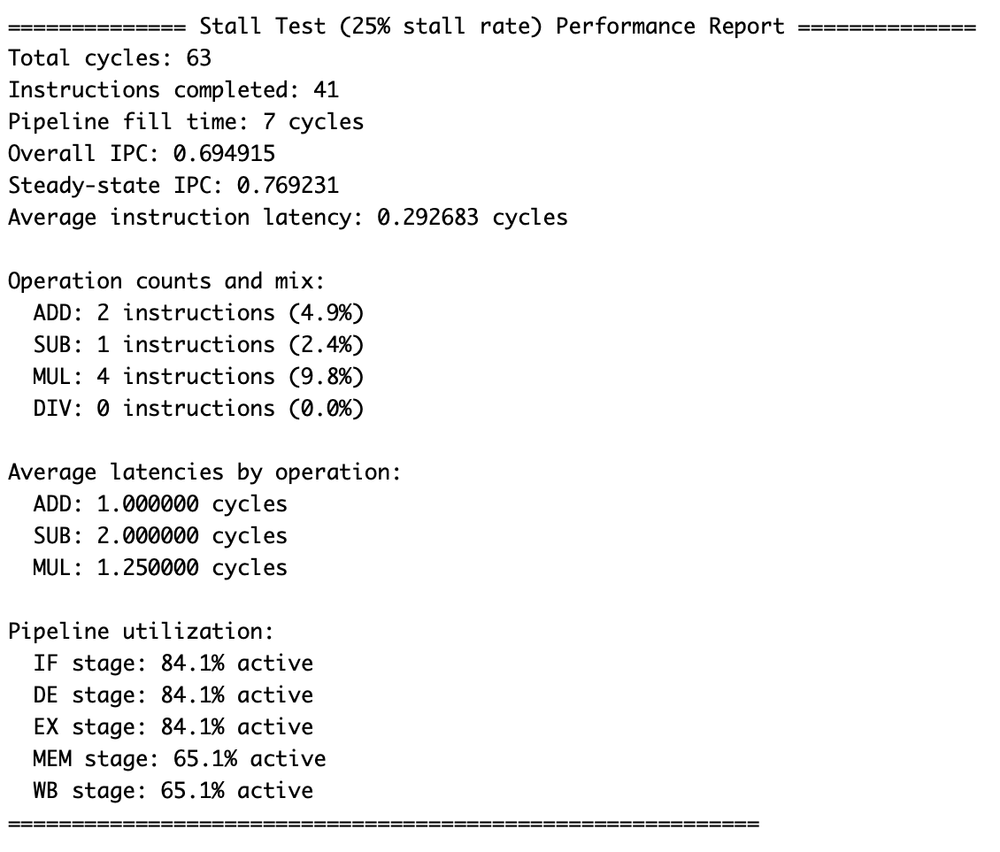 ============== Stall Test (25% stall rate) Performance Report ==============
Total cycles: 63
Instructions completed: 41
Pipeline fill time: 7 cycles
Overall IPC: 0.694915
Steady-state IPC: 0.769231
Average instruction latency: 0.292683 cycles

Operation counts and mix:
  ADD: 2 instructions (4.9%)
  SUB: 1 instructions (2.4%)
  MUL: 4 instructions (9.8%)
  DIV: 0 instructions (0.0%)

Average latencies by operation:
  ADD: 1.000000 cycles
  SUB: 2.000000 cycles
  MUL: 1.250000 cycles

Pipeline utilization:
  IF stage: 84.1% active
  DE stage: 84.1% active
  EX stage: 84.1% active
  MEM stage: 65.1% active
  WB stage: 65.1% active
===========================================================